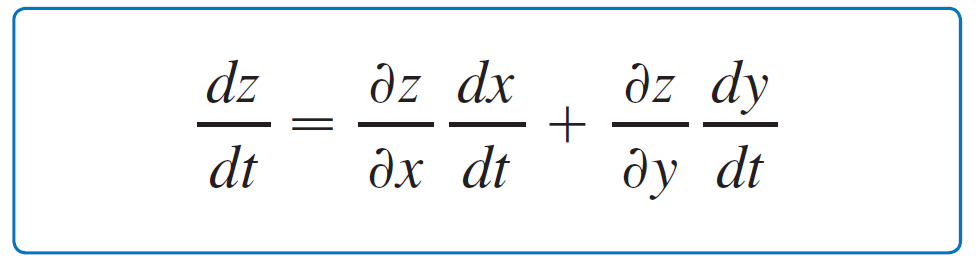 dz/dt = ∂z/∂x dx/dt + ∂z/∂y dy/dt